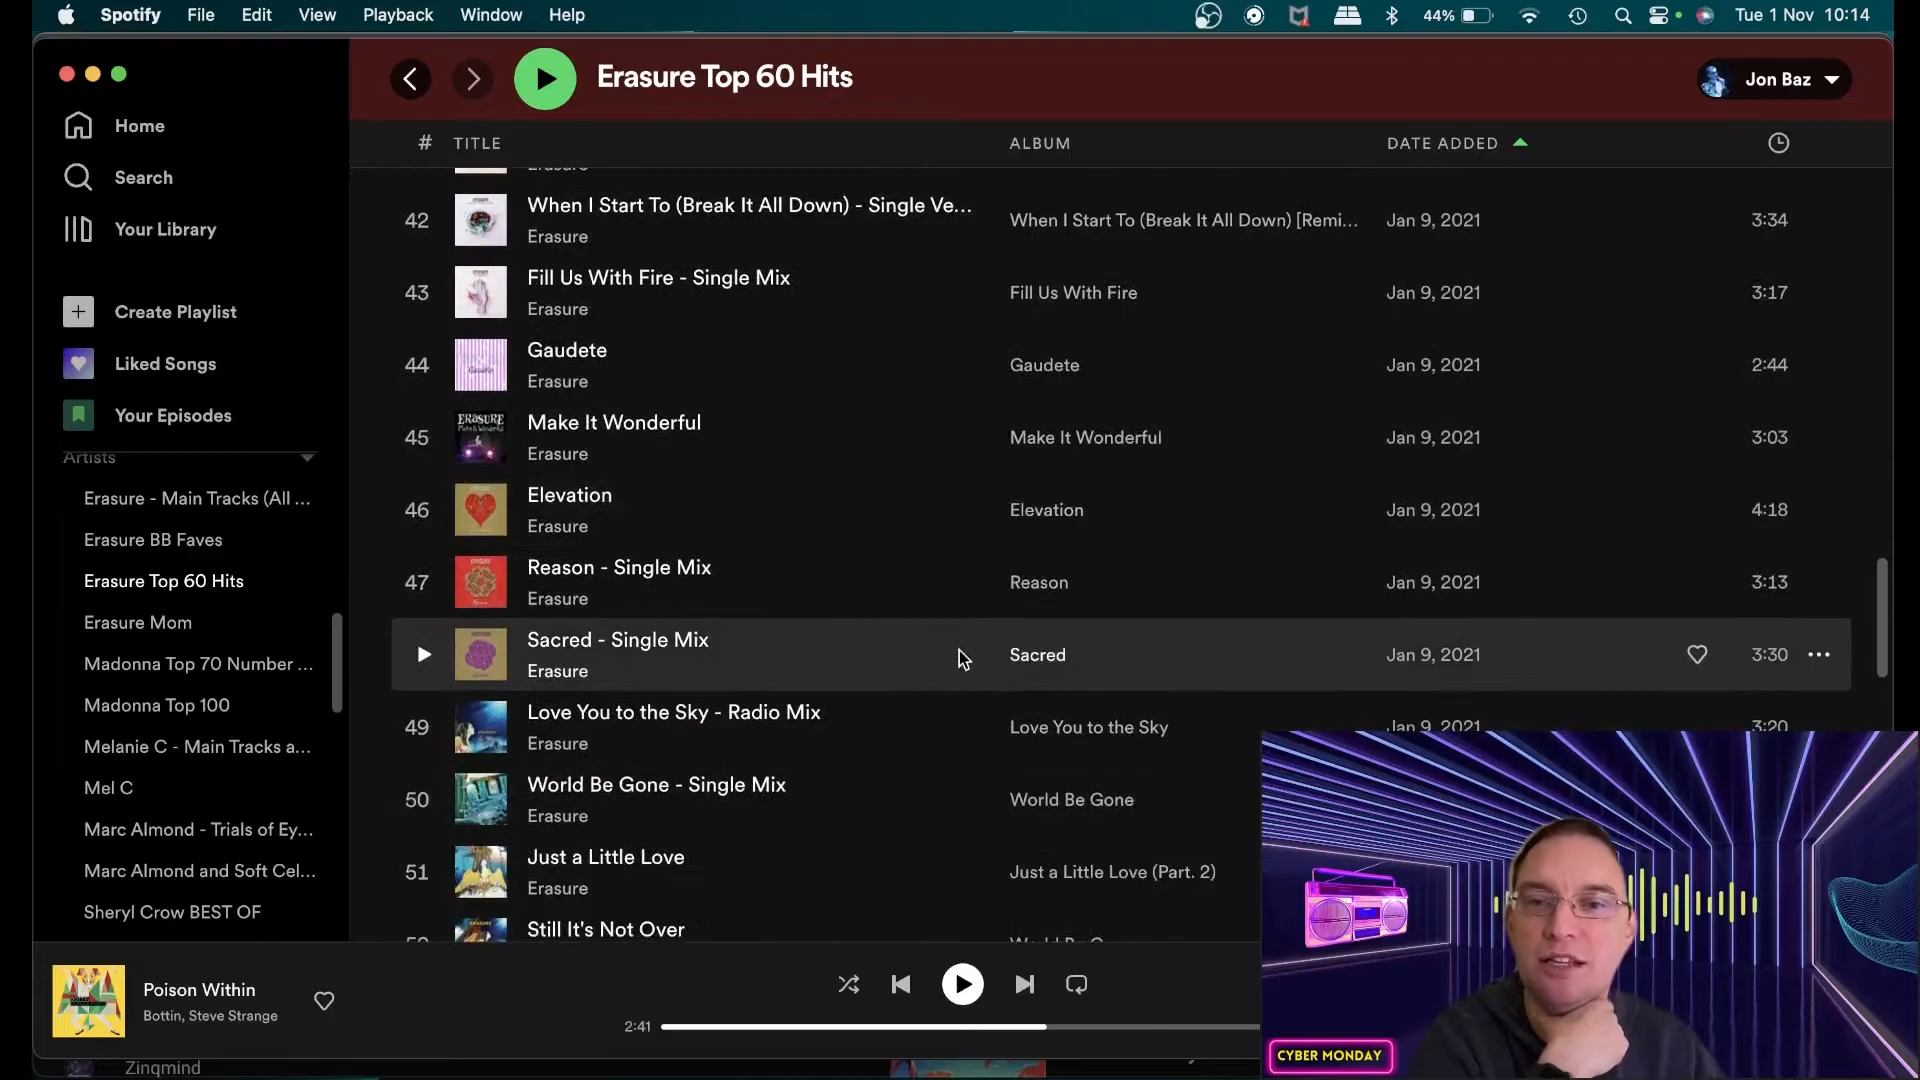 Spotify File Edit View Playback Window Help 44% Tue 1 Nov 10:14
Erasure Top 60 Hits
Jon Baz
Home
Search
Your Library
Create Playlist
Liked Songs
Your Episodes
Artists
Erasure - Main Tracks (All ...
Erasure BB Faves
Erasure Top 60 Hits
Erasure Mom
Madonna Top 70 Number ...
Madonna Top 100
Melanie C - Main Tracks a...
Mel C
Marc Almond - Trials of Ey...
Marc Almond and Soft Cel...
Sheryl Crow BEST OF
# TITLE ALBUM DATE ADDED
Erasure
42 When I Start To (Break It All Down) - Single Ve... When I Start To (Break It All Down) [Remi... Jan 9, 2021 3:34
Erasure
43 Fill Us With Fire - Single Mix Fill Us With Fire Jan 9, 2021 3:17
Erasure
44 Gaudete Gaudete Jan 9, 2021 2:44
Erasure
45 Make It Wonderful Make It Wonderful Jan 9, 2021 3:03
Erasure
46 Elevation Elevation Jan 9, 2021 4:18
Erasure
47 Reason - Single Mix Reason Jan 9, 2021 3:13
Erasure
Sacred - Single Mix Sacred Jan 9, 2021 3:30
Erasure
49 Love You to the Sky - Radio Mix Love You to the Sky Jan 9, 2021 3:20
Erasure
50 World Be Gone - Single Mix World Be Gone
Erasure
51 Just a Little Love Just a Little Love (Part. 2)
Erasure
Still It's Not Over
Poison Within
Bottin, Steve Strange
2:41
CYBER MONDAY
Zinqmind